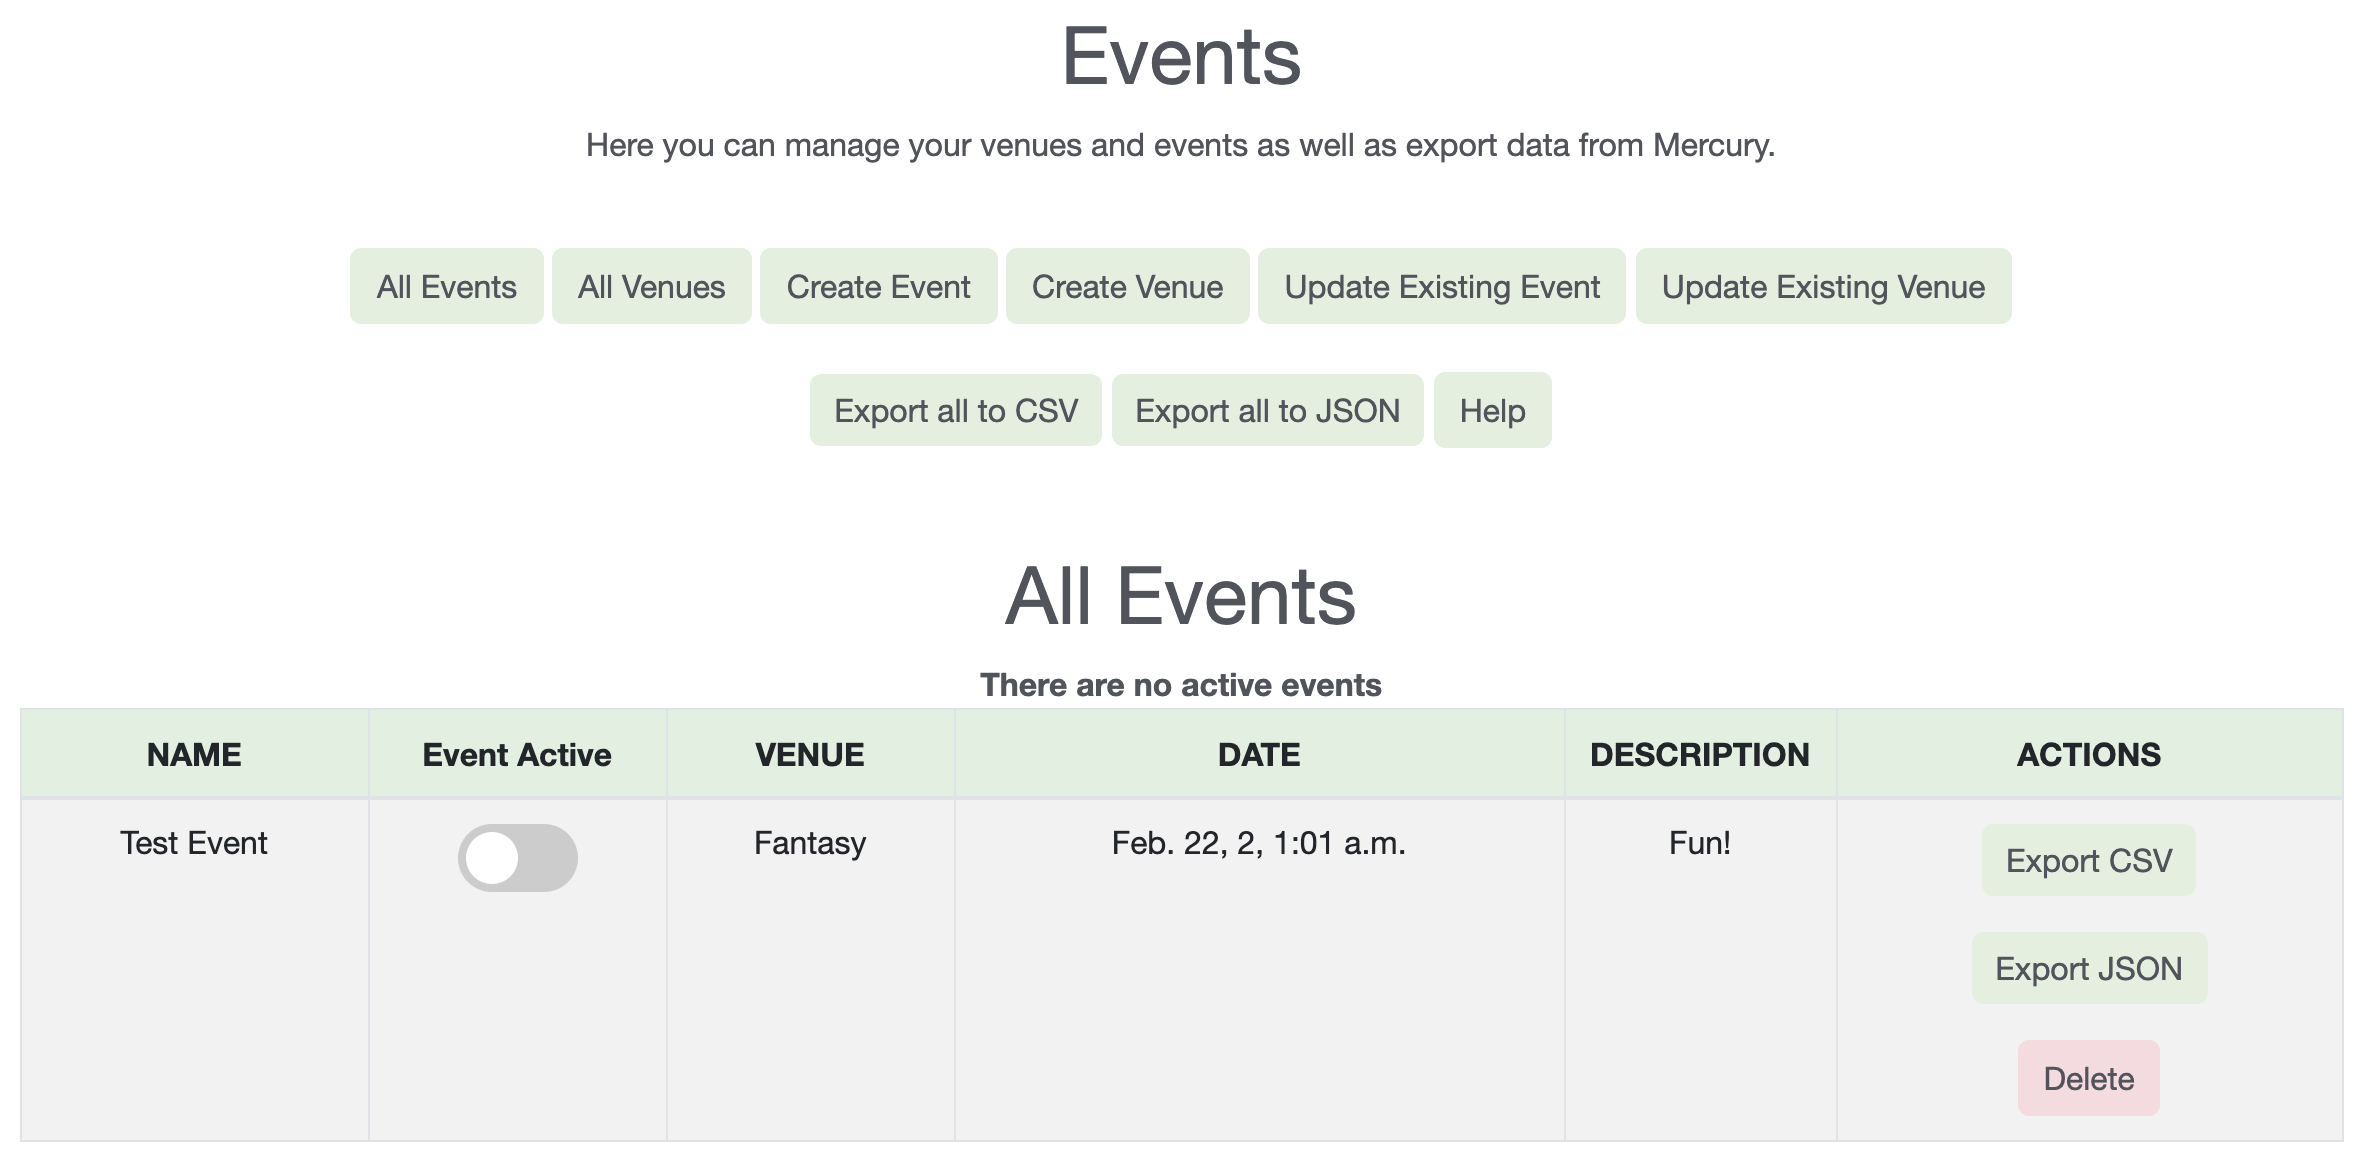 Events
Here you can manage your venues and events as well as export data from Mercury.
All Events All Venues Create Event Create Venue Update Existing Event Update Existing Venue
Export all to CSV Export all to JSON Help
All Events
There are no active events
NAME Event Active VENUE DATE DESCRIPTION ACTIONS
Test Event Fantasy Feb. 22, 2, 1:01 a.m. Fun! Export CSV
Export JSON
Delete